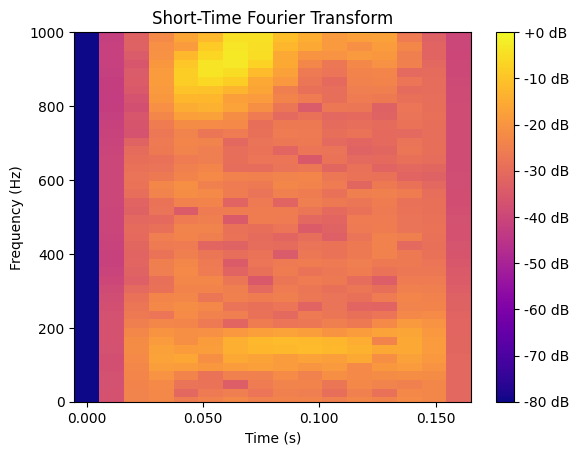 Short-Time Fourier Transform
1000
800
600
400
200
0
Frequency (Hz)
0.000
0.050
0.100
0.150
Time (s)
+0 dB
-10 dB
-20 dB
-30 dB
-40 dB
-50 dB
-60 dB
-70 dB
-80 dB